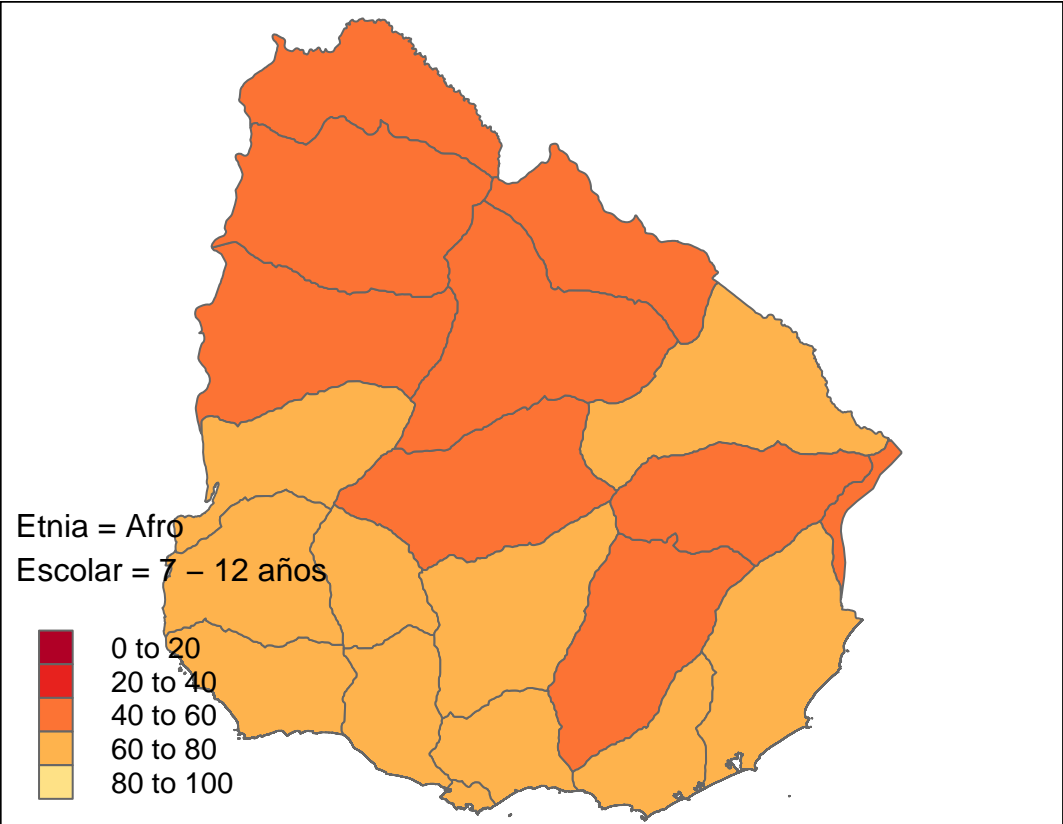 Etnia = Afro
Escolar = 7 – 12 años
0 to 20
20 to 40
40 to 60
60 to 80
80 to 100